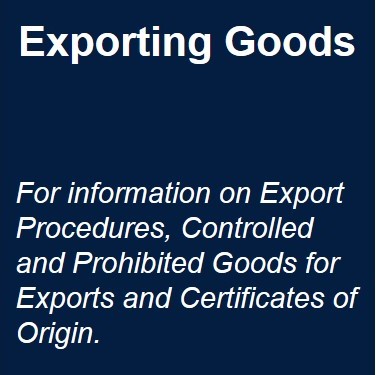 Exporting Goods
For information on Export
Procedures, Controlled
and Prohibited Goods for
Exports and Certificates of
Origin.